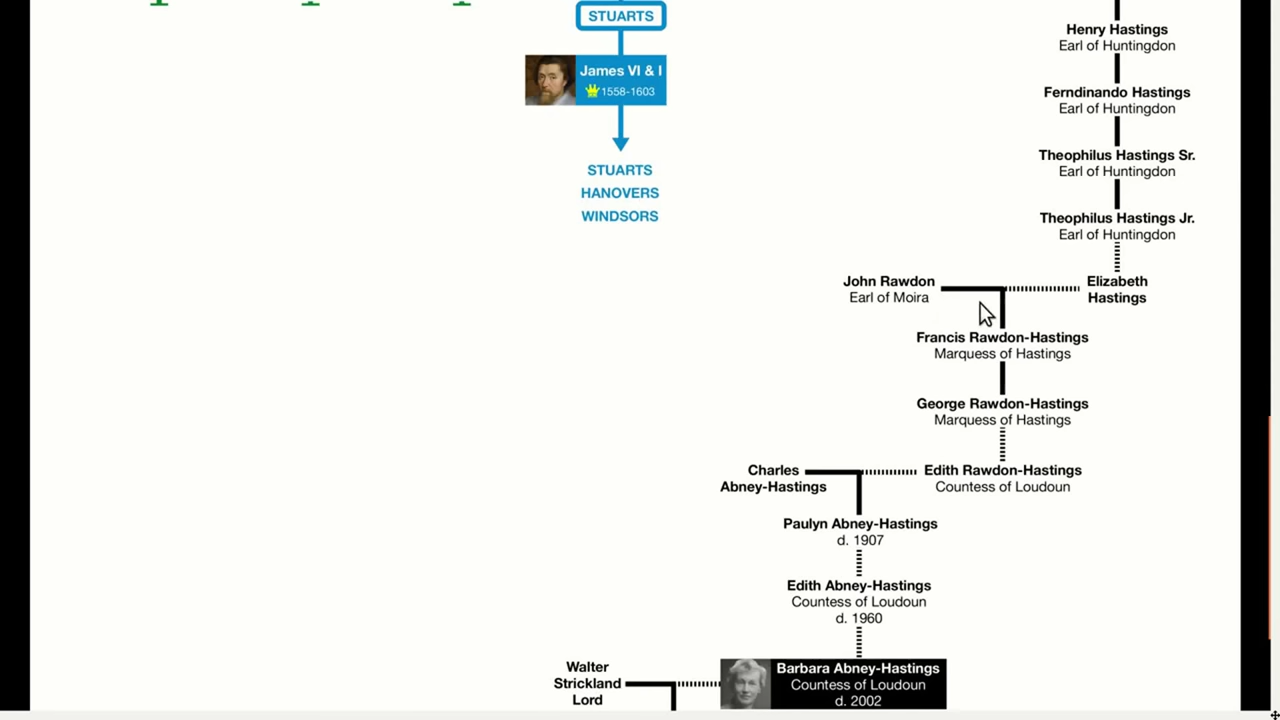 STUARTS
James VI & I
1558-1603
STUARTS
HANOVERS
WINDSORS
Henry Hastings
Earl of Huntingdon
Ferndinando Hastings
Earl of Huntingdon
Theophilus Hastings Sr.
Earl of Huntingdon
Theophilus Hastings Jr.
Earl of Huntingdon
John Rawdon
Earl of Moira
Elizabeth
Hastings
Francis Rawdon-Hastings
Marquess of Hastings
George Rawdon-Hastings
Marquess of Hastings
Charles
Abney-Hastings
Edith Rawdon-Hastings
Countess of Loudoun
Paulyn Abney-Hastings
d. 1907
Edith Abney-Hastings
Countess of Loudoun
d. 1960
Walter
Strickland
Lord
Barbara Abney-Hastings
Countess of Loudoun
d. 2002